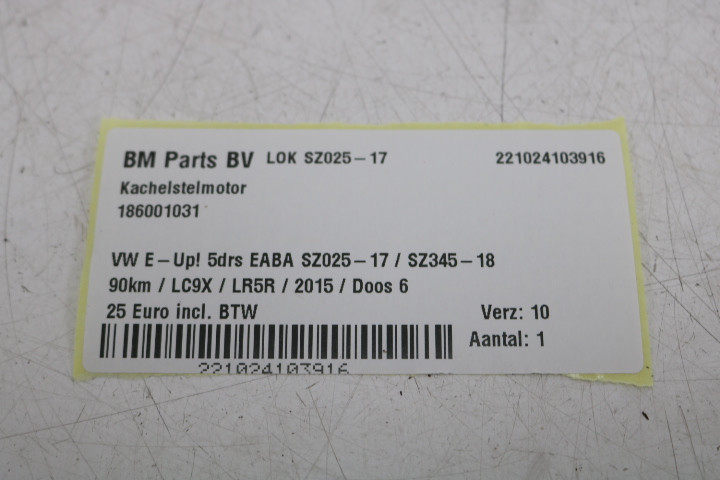 BM Parts BV LOK SZ025-17 221024103916
Kachelstelmotor
186001031
VW E-Up! 5drs EABA SZ025-17 / SZ345-18
90km / LC9X / LR5R / 2015 / Doos 6
25 Euro incl. BTW Verz: 10
Aantal: 1
221024103916